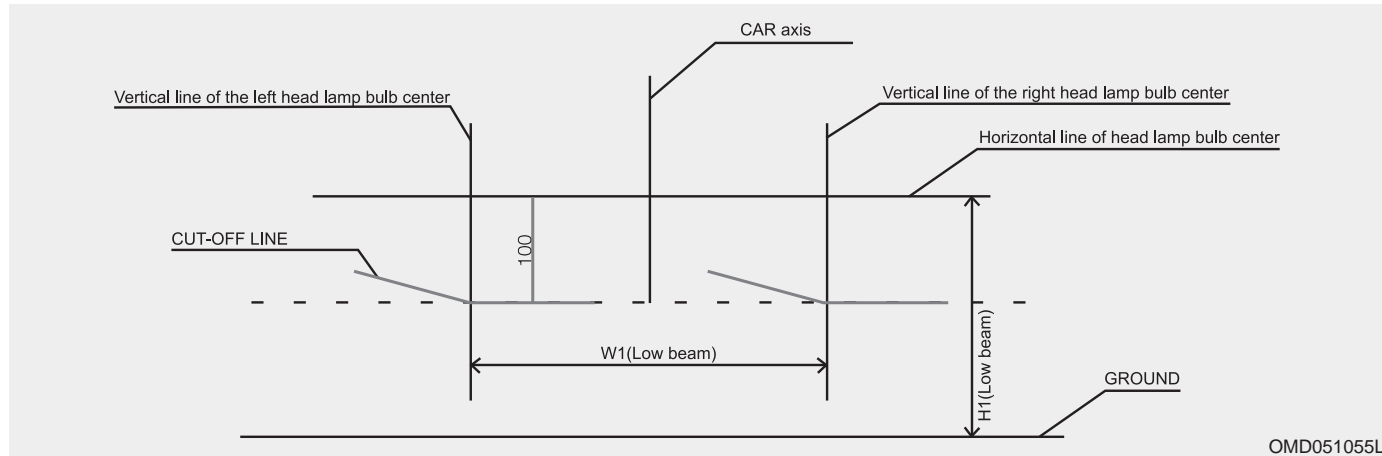 CAR axis
Vertical line of the left head lamp bulb center
Vertical line of the right head lamp bulb center
Horizontal line of head lamp bulb center
CUT-OFF LINE
100
W1(Low beam)
H1(Low beam)
GROUND
OMD051055L